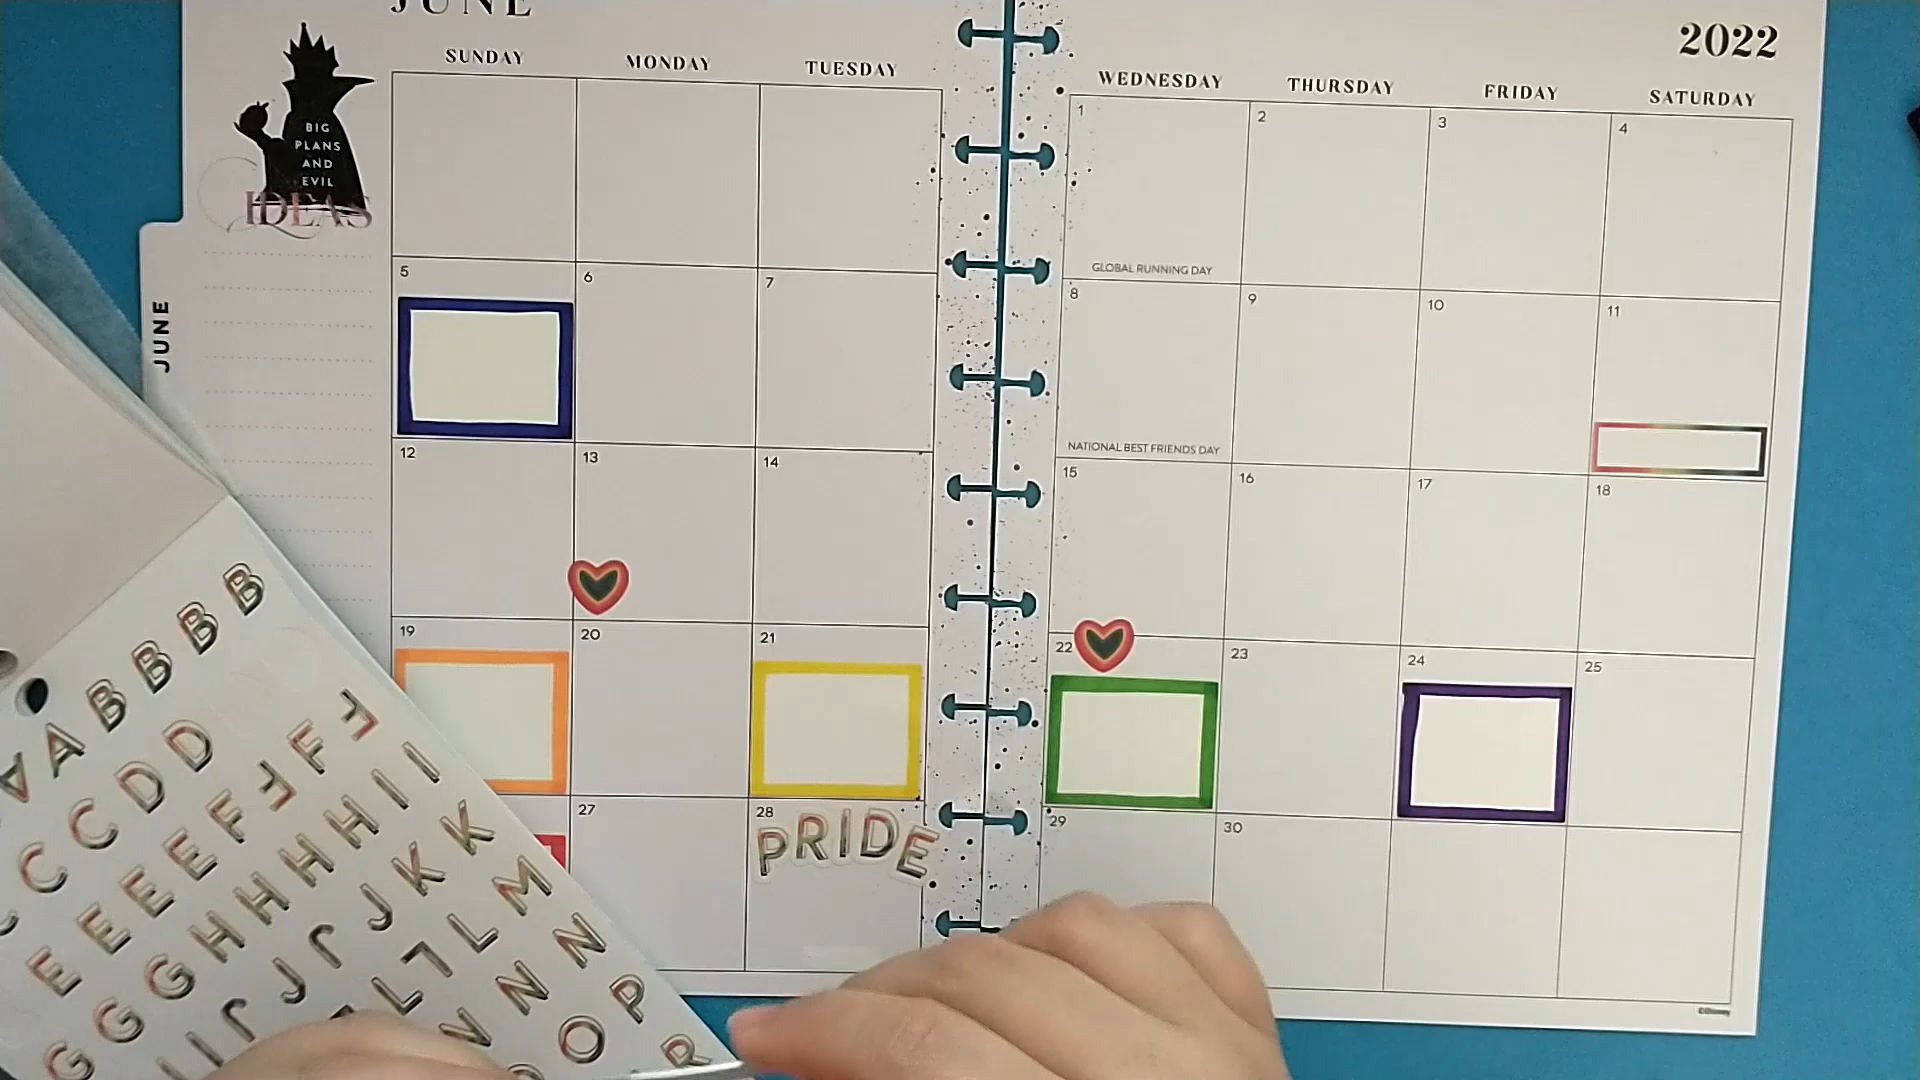 JUNE
2022
SUNDAY MONDAY TUESDAY WEDNESDAY THURSDAY FRIDAY SATURDAY
BIG
PLANS
AND
EVIL
IDEAS
JUNE
1 2 3 4
GLOBAL RUNNING DAY
5 6 7 8 9 10 11
NATIONAL BEST FRIENDS DAY
12 13 14 15 16 17 18
19 20 21 22 23 24 25
27 28 29 30
PRIDE
A A B B B B
C C D D
E E E E F F F F
G G G H H H H I I
J J J J K K
L L L M
N N N
O P
R
©Disney